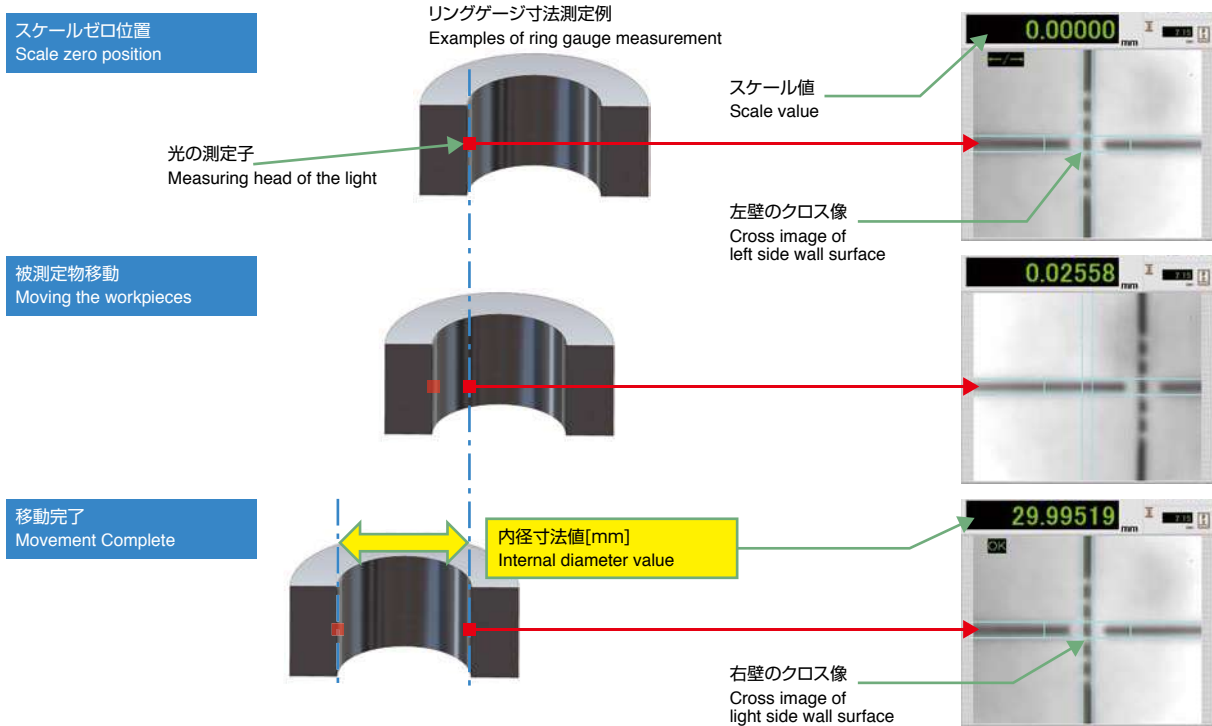 スケールゼロ位置
Scale zero position
リングゲージ寸法測定例
Examples of ring gauge measurement
0.00000 mm
スケール値
Scale value
光の測定子
Measuring head of the light
左壁のクロス像
Cross image of
left side wall surface
被測定物移動
Moving the workpieces
0.02558 mm
移動完了
Movement Complete
29.99519 mm
OK
内径寸法値[mm]
Internal diameter value
右壁のクロス像
Cross image of
light side wall surface